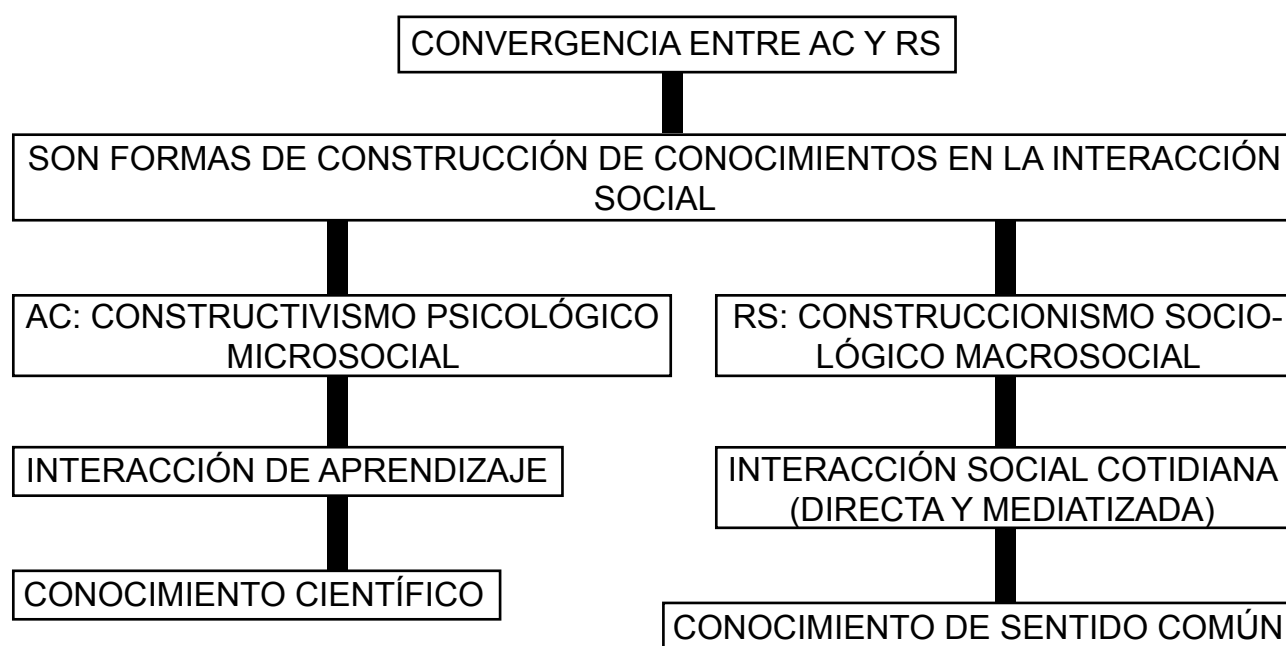 CONVERGENCIA ENTRE AC Y RS
SON FORMAS DE CONSTRUCCIÓN DE CONOCIMIENTOS EN LA INTERACCIÓN
SOCIAL
AC: CONSTRUCTIVISMO PSICOLÓGICO
MICROSOCIAL
INTERACCIÓN DE APRENDIZAJE
CONOCIMIENTO CIENTÍFICO
RS: CONSTRUCCIONISMO SOCIO-
LÓGICO MACROSOCIAL
INTERACCIÓN SOCIAL COTIDIANA
(DIRECTA Y MEDIATIZADA)
CONOCIMIENTO DE SENTIDO COMÚN